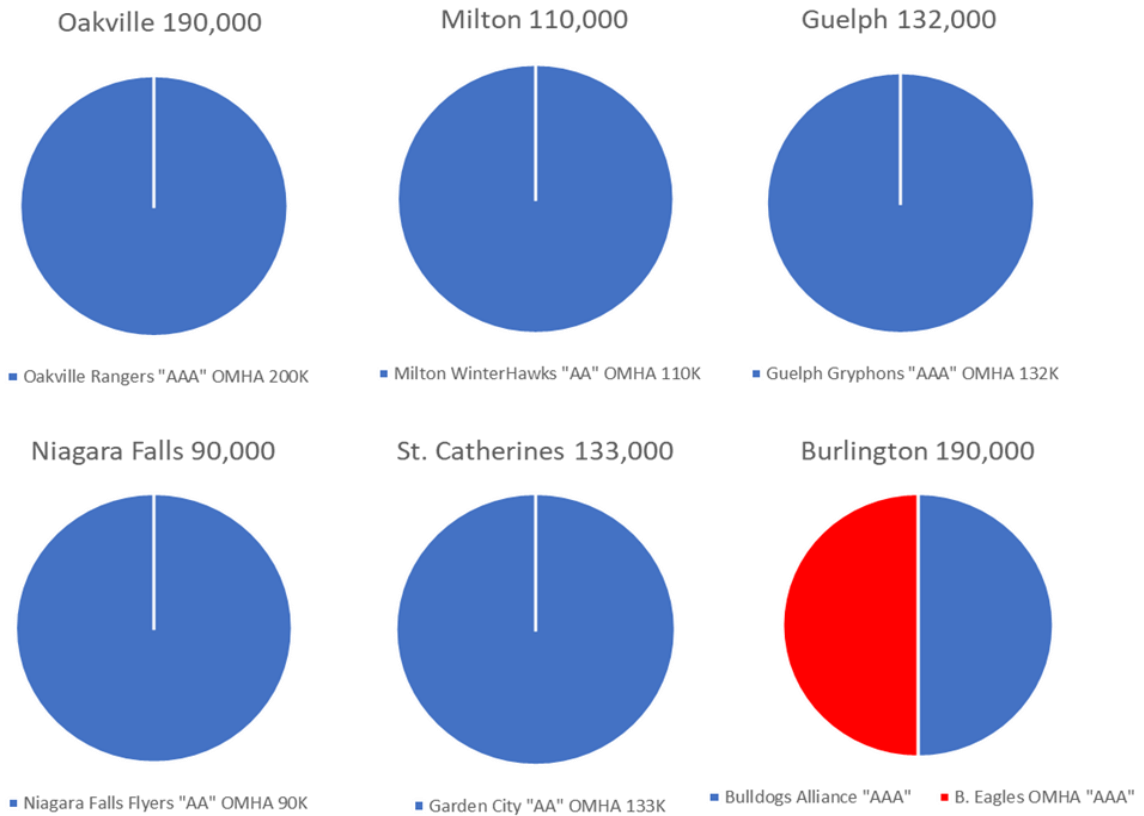 Oakville 190,000
Milton 110,000
Guelph 132,000
Oakville Rangers "AAA" OMHA 200K
Milton WinterHawks "AA" OMHA 110K
Guelph Gryphons "AAA" OMHA 132K
Niagara Falls 90,000
St. Catherines 133,000
Burlington 190,000
Niagara Falls Flyers "AA" OMHA 90K
Garden City "AA" OMHA 133K
Bulldogs Alliance "AAA"
B. Eagles OMHA "AAA"